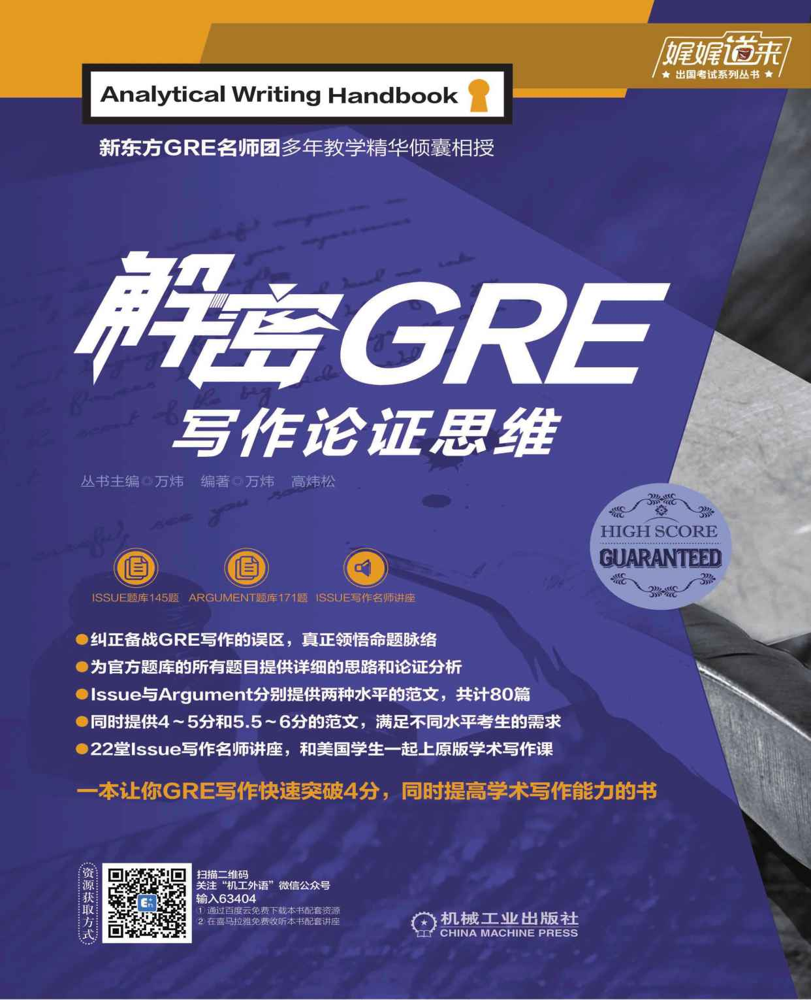 娓娓道来
★ 出国考试系列丛书 ★
Analytical Writing Handbook
新东方GRE名师团多年教学精华倾囊相授
解密GRE
写作论证思维
丛书主编◎万炜 编著◎万炜 高炜松
HIGH SCORE
GUARANTEED
ISSUE题库145题 ARGUMENT题库171题 ISSUE写作名师讲座
●纠正备战GRE写作的误区，真正领悟命题脉络
●为官方题库的所有题目提供详细的思路和论证分析
●Issue与Argument分别提供两种水平的范文，共计80篇
●同时提供4～5分和5.5～6分的范文，满足不同水平考生的需求
●22堂Issue写作名师讲座，和美国学生一起上原版学术写作课
一本让你GRE写作快速突破4分，同时提高学术写作能力的书
资源获取方式
扫描二维码
关注“机工外语”微信公众号
输入63404
① 通过百度云免费下载本书配套资源
② 在喜马拉雅免费收听本书配套讲座
机械工业出版社
CHINA MACHINE PRESS